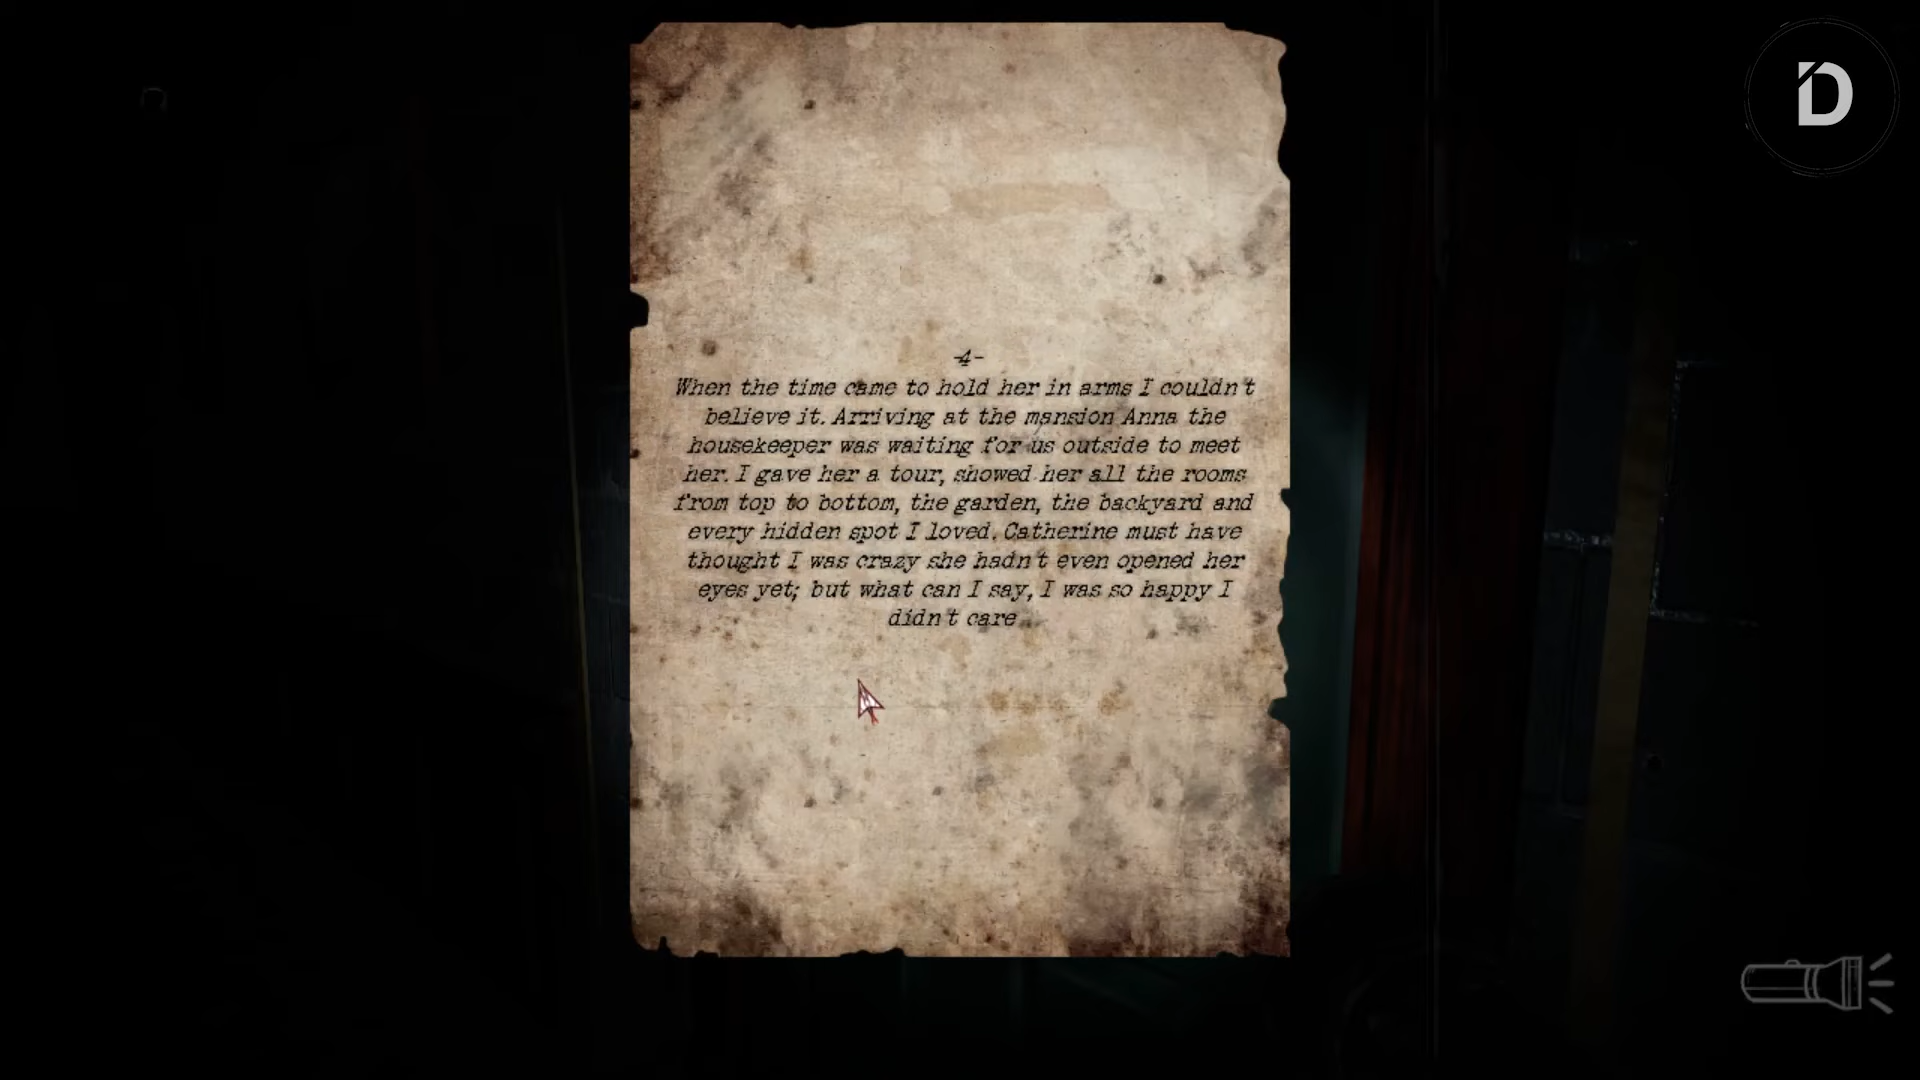 D
-4-
When the time came to hold her in arms I couldn't
believe it. Arriving at the mansion Anna the
housekeeper was waiting for us outside to meet
her. I gave her a tour, showed her all the rooms
from top to bottom, the garden, the backyard and
every hidden spot I loved. Catherine must have
thought I was crazy she hadn't even opened her
eyes yet; but what can I say, I was so happy I
didn't care